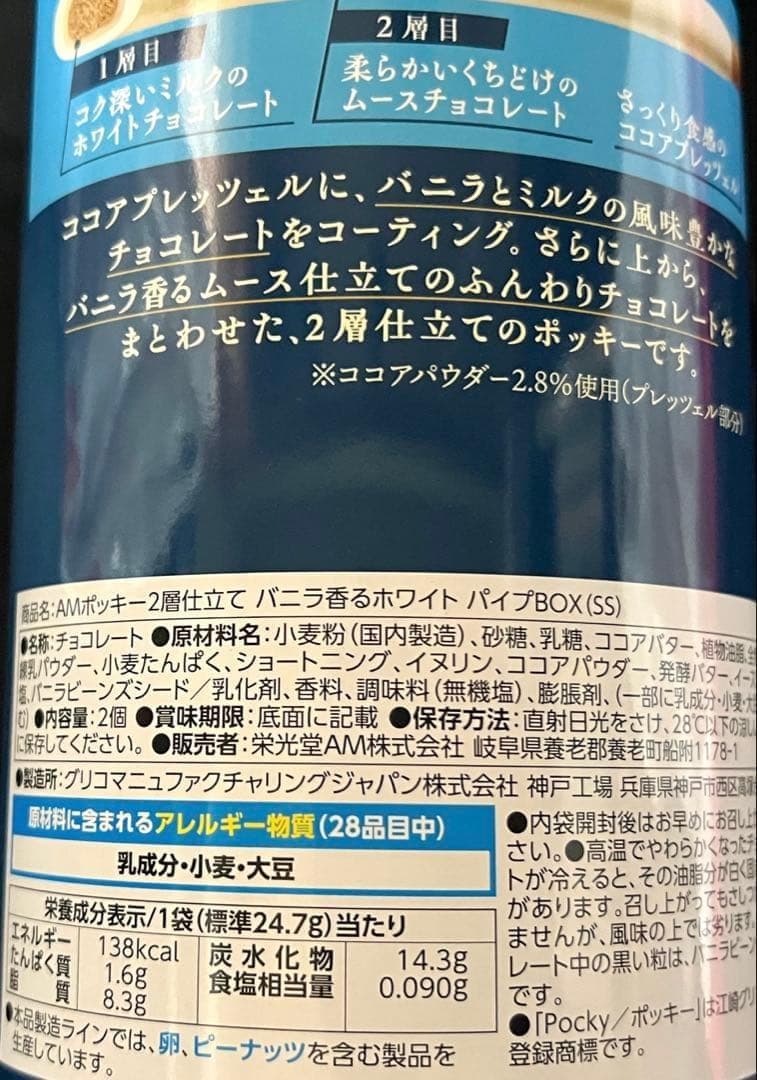 1層目
コク深いミルクの
ホワイトチョコレート
2層目
柔らかいくちどけの
ムースチョコレート
さっくり食感の
ココアプレッツェル
ココアプレッツェルに、バニラとミルクの風味豊かな
チョコレートをコーティング。さらに上から、
バニラ香るムース仕立てのふんわりチョコレートを
まとわせた、2層仕立てのポッキーです。
※ココアパウダー2.8%使用(プレッツェル部分)
商品名:AMポッキー2層仕立て バニラ香るホワイト パイプBOX(SS)
●名称:チョコレート ●原材料名:小麦粉(国内製造)、砂糖、乳糖、ココアバター、植物油脂、全
練乳パウダー、小麦たんぱく、ショートニング、イヌリン、ココアパウダー、発酵バター、イース
塩、バニラビーンズシード/乳化剤、香料、調味料(無機塩)、膨脹剤、(一部に乳成分・小麦・大
む) ●内容量:2個 ●賞味期限:底面に記載 ●保存方法:直射日光をさけ、28℃以下の涼し
に保存してください。●販売者:栄光堂AM株式会社 岐阜県養老郡養老町船附1178-1
●製造所:グリコマニュファクチャリングジャパン株式会社 神戸工場 兵庫県神戸市西区高塚
原材料に含まれるアレルギー物質(28品目中)
乳成分・小麦・大豆
栄養成分表示/1袋(標準24.7g)当たり
エネルギー 138kcal 炭水化物 14.3g
たんぱく質 1.6g 食塩相当量 0.090g
脂質 8.3g
●本品製造ラインでは、卵、ピーナッツを含む製品を
生産しています。
●内袋開封後はお早めにお召し上
さい。●高温でやわらかくなったチ
トが冷えると、その油脂分が白く固
があります。召し上がってもさしつ
ませんが、風味の上では劣ります。
レート中の黒い粒は、バニラビーン
です。
●「Pocky/ポッキー」は江崎グリ
登録商標です。